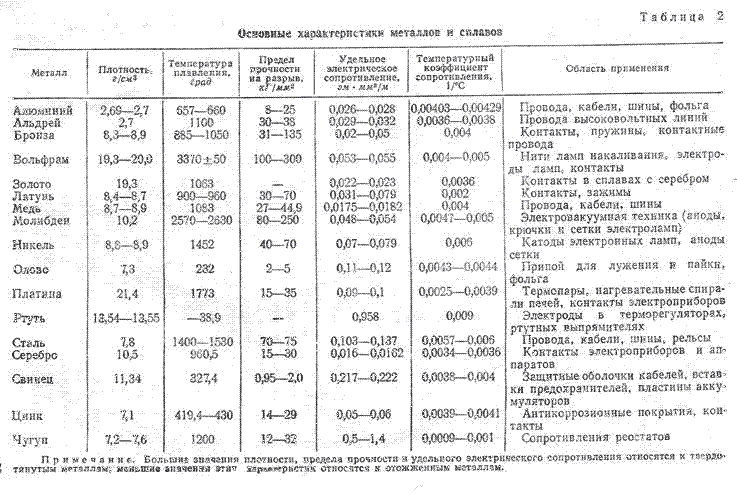 Таблица 2
Основные характеристики металлов и сплавов
Металл Плотность, г/см³ Температура плавления, град Предел прочности на разрыв, кГ/мм² Удельное электрическое сопротивление, ом · мм²/м Температурный коэффициент сопротивления, 1/°С Область применения
Алюминий 2,69—2,7 657—660 8—25 0,026—0,028 0,00403—0,00429 Провода, кабели, шины, фольга
Альдрей 2,7 1100 30—38 0,029—0,032 0,0036—0,0038 Провода высоковольтных линий
Бронза 8,3—8,9 885—1050 31—135 0,02—0,05 0,004 Контакты, пружины, контактные
провода
Вольфрам 19,3—20,0 3370±50 100—300 0,053—0,055 0,004—0,005 Нити ламп накаливания, электро-
ды ламп, контакты
Золото 19,3 1063 — 0,022—0,023 0,0036 Контакты в сплавах с серебром
Латунь 8,4—8,7 900—960 30—70 0,031—0,079 0,002 Контакты, зажимы
Медь 8,7—8,9 1083 27—44,9 0,0175—0,0182 0,004 Провода, кабели, шины
Молибден 10,2 2570—2630 80—250 0,048—0,054 0,0047—0,005 Электровакуумная техника (аноды,
крючки и сетки электроламп)
Никель 8,8—8,9 1452 40—70 0,07—0,079 0,006 Катоды электронных ламп, аноды
сетки
Олово 7,3 232 2—5 0,11—0,12 0,0043—0,0044 Припой для лужения и пайки,
фольга
Платина 21,4 1773 15—35 0,09—0,1 0,0025—0,0039 Термопары, нагревательные спира-
ли печей, контакты электроприборов
Ртуть 13,54—13,55 —38,9 — 0,958 0,009 Электроды в терморегуляторах,
ртутных выпрямителях
Сталь 7,8 1400—1530 70—75 0,103—0,137 0,0057—0,006 Провода, кабели, шины, рельсы
Серебро 10,5 960,5 15—30 0,016—0,0162 0,0034—0,0036 Контакты электроприборов и ап-
паратов
Свинец 11,34 327,4 0,95—2,0 0,217—0,222 0,0038—0,004 Защитные оболочки кабелей, встав-
ки предохранителей, пластины акку-
муляторов
Цинк 7,1 419,4—430 14—29 0,05—0,06 0,0039—0,0041 Антикоррозионные покрытия, кон-
такты
Чугун 7,2—7,6 1200 12—32 0,5—1,4 0,0009—0,001 Сопротивления реостатов
Примечание. Большие значения плотности, предела прочности и удельного электрического сопротивления относятся к твердо-
тянутым металлам; меньшие значения этих характеристик относятся к отожженным металлам.